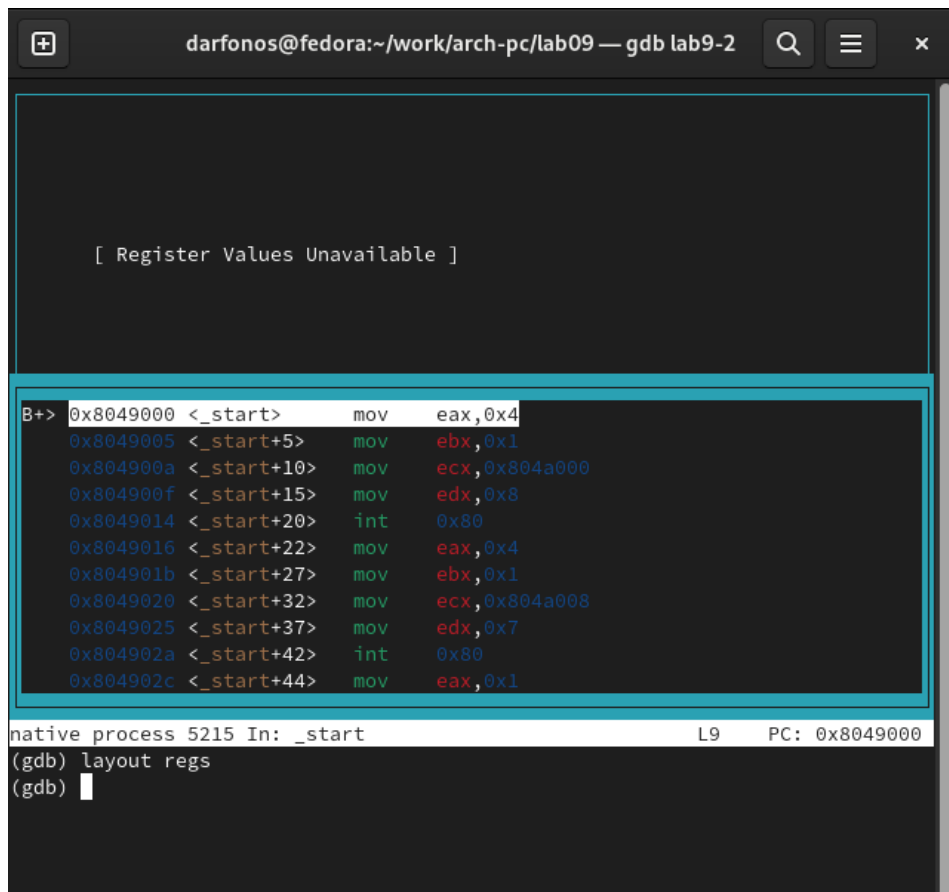 darfonos@fedora:~/work/arch-pc/lab09 — gdb lab9-2
[ Register Values Unavailable ]
B+> 0x8049000 <_start>      mov    eax,0x4
0x8049005 <_start+5>    mov    ebx,0x1
0x804900a <_start+10>   mov    ecx,0x804a000
0x804900f <_start+15>   mov    edx,0x8
0x8049014 <_start+20>   int    0x80
0x8049016 <_start+22>   mov    eax,0x4
0x804901b <_start+27>   mov    ebx,0x1
0x8049020 <_start+32>   mov    ecx,0x804a008
0x8049025 <_start+37>   mov    edx,0x7
0x804902a <_start+42>   int    0x80
0x804902c <_start+44>   mov    eax,0x1
native process 5215 In: _start                             L9    PC: 0x8049000
(gdb) layout regs
(gdb)